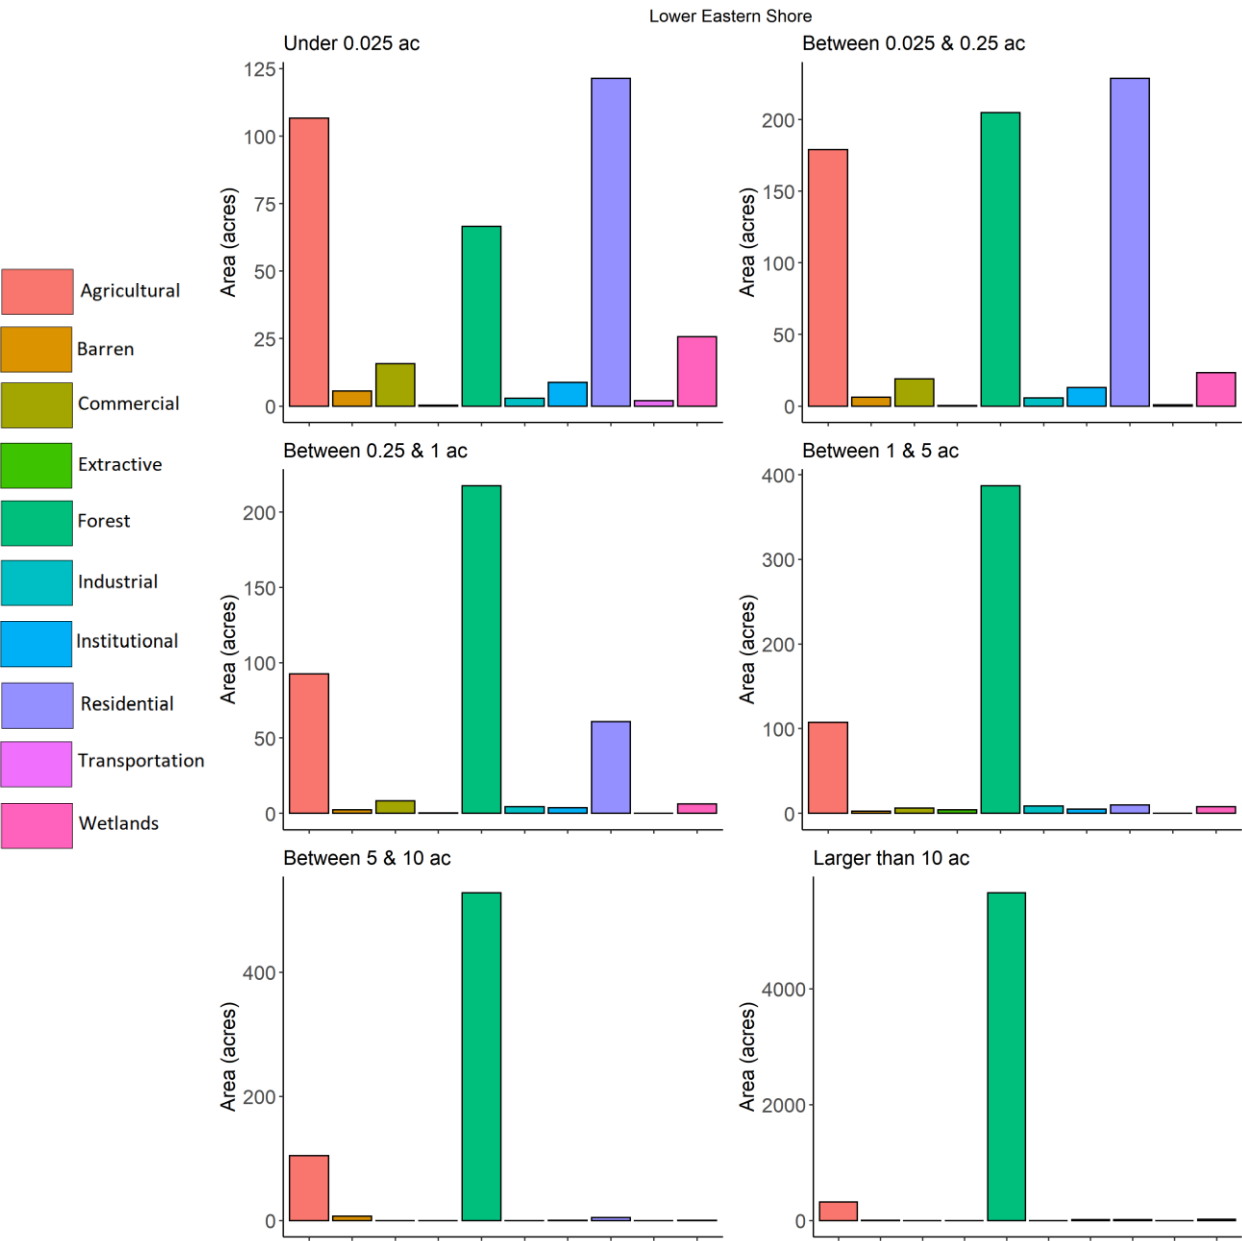 Lower Eastern Shore
Under 0.025 ac
125
100
75
50
25
0
Area (acres)
Between 0.025 & 0.25 ac
200
150
100
50
0
Area (acres)
Agricultural
Barren
Commercial
Extractive
Forest
Industrial
Institutional
Residential
Transportation
Wetlands
Between 0.25 & 1 ac
200
150
100
50
0
Area (acres)
Between 1 & 5 ac
400
300
200
100
0
Area (acres)
Between 5 & 10 ac
400
200
0
Area (acres)
Larger than 10 ac
4000
2000
0
Area (acres)